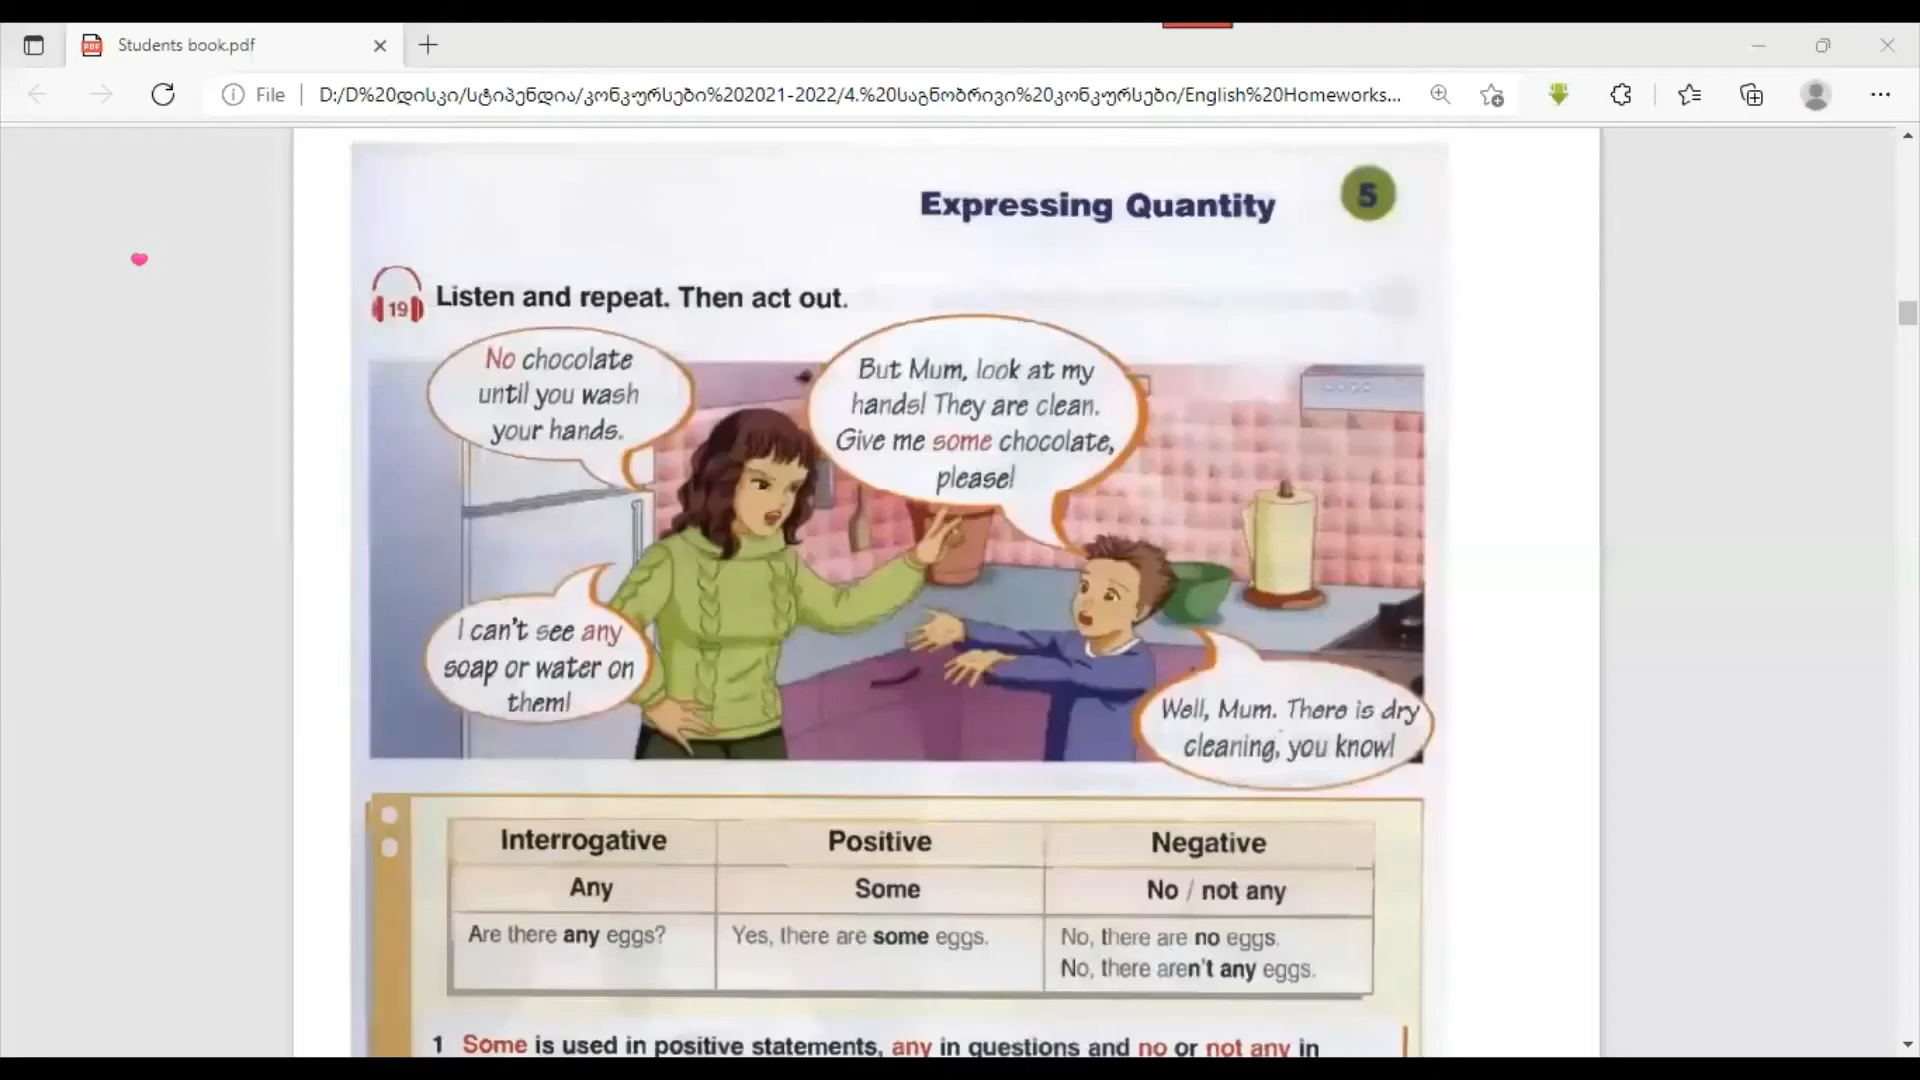 Students book.pdf
File
D:/D%20დისკი/სტიპენდია/კონკურსები%202021-2022/4.%20საგნობრივი%20კონკურსები/English%20Homeworks...
Expressing Quantity
5
19
Listen and repeat. Then act out.
No chocolate
until you wash
your hands.
But Mum, look at my
hands! They are clean.
Give me some chocolate,
please!
I can't see any
soap or water on
them!
Well, Mum. There is dry
cleaning, you know!
Interrogative Positive Negative
Any Some No / not any
Are there any eggs? Yes, there are some eggs. No, there are no eggs.
No, there aren't any eggs.
1 Some is used in positive statements, any in questions and no or not any in